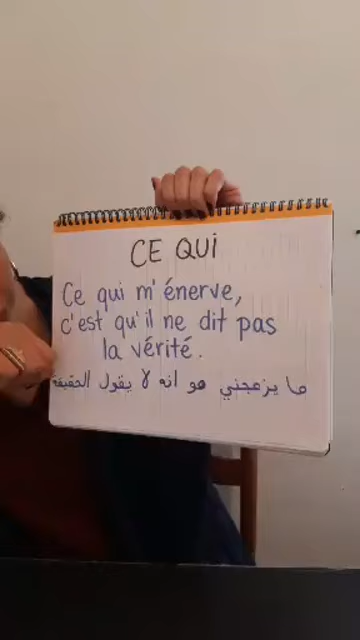 CE QUI
Ce qui m'énerve,
c'est qu'il ne dit pas
la vérité.
ما يزعجني هو انه لا يقول الحقيقة